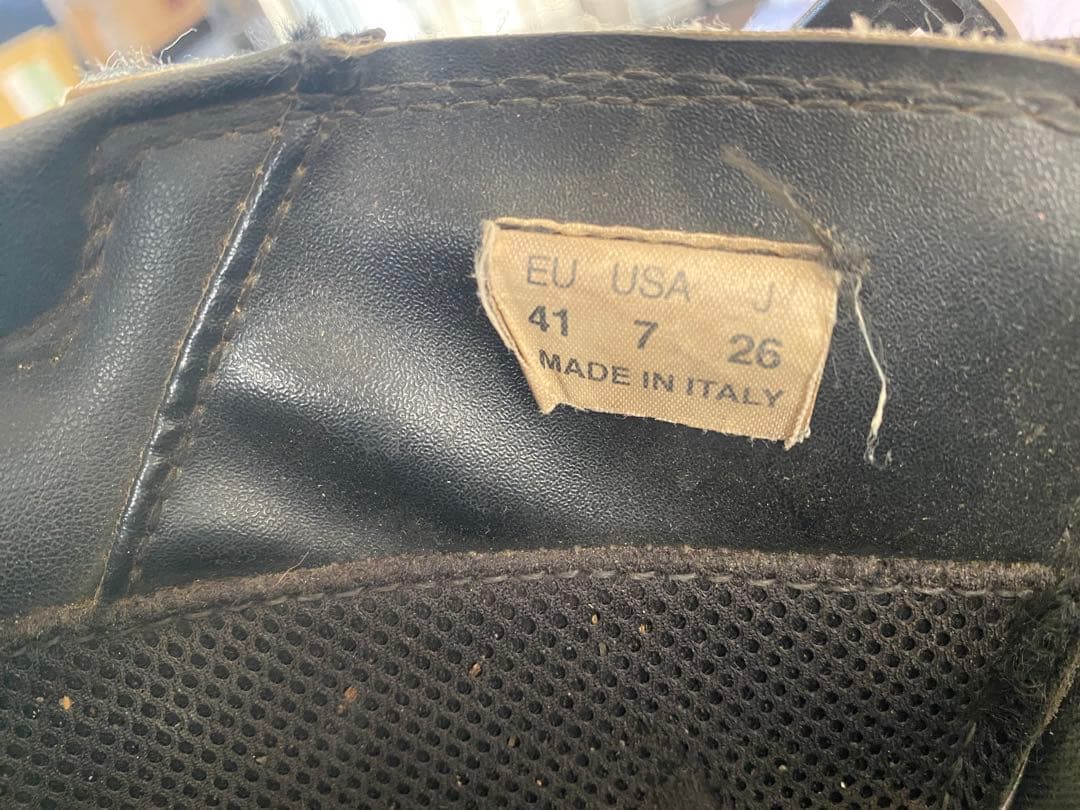 EU USA J
41 7 26
MADE IN ITALY